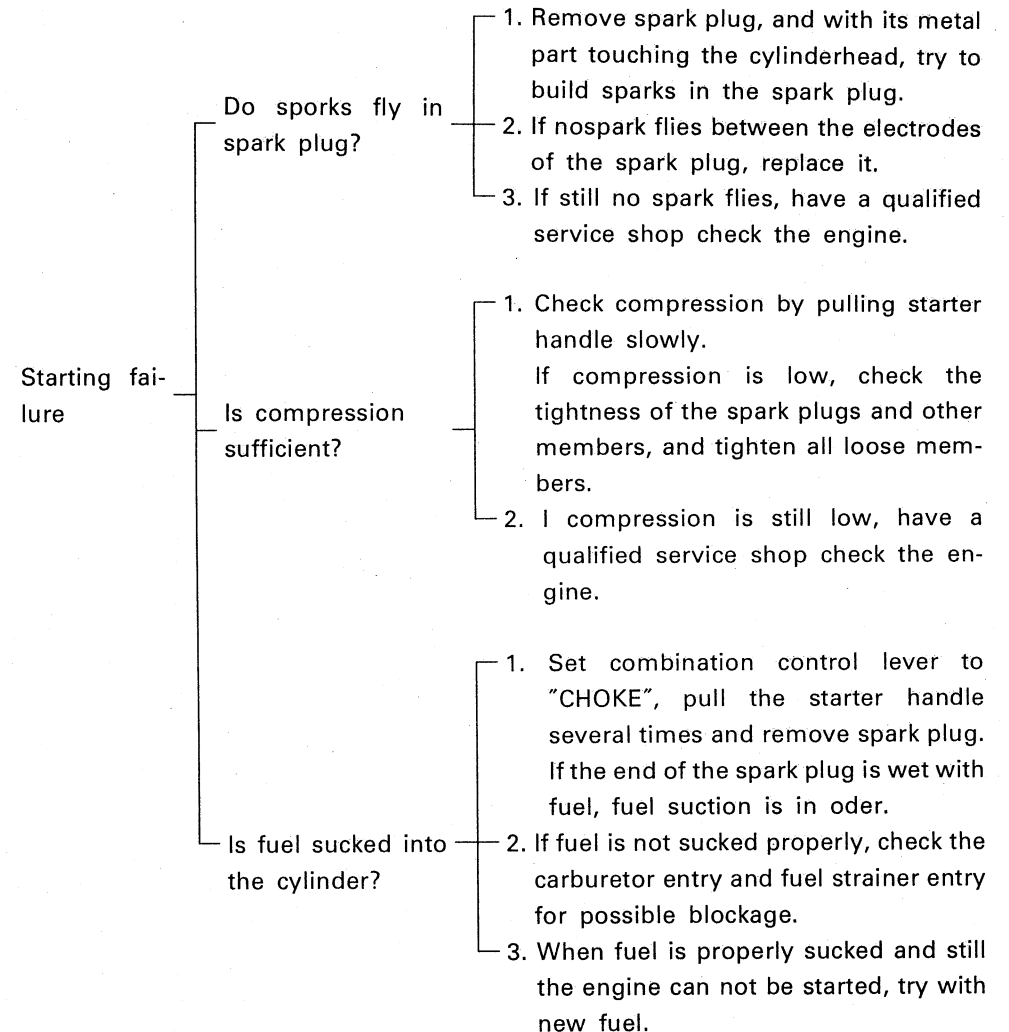 Starting fai-
lure
Do sporks fly in
spark plug?
1. Remove spark plug, and with its metal
part touching the cylinderhead, try to
build sparks in the spark plug.
2. If nospark flies between the electrodes
of the spark plug, replace it.
3. If still no spark flies, have a qualified
service shop check the engine.
Is compression
sufficient?
1. Check compression by pulling starter
handle slowly.
If compression is low, check the
tightness of the spark plugs and other
members, and tighten all loose mem-
bers.
2. I compression is still low, have a
qualified service shop check the en-
gine.
Is fuel sucked into
the cylinder?
1. Set combination control lever to
"CHOKE", pull the starter handle
several times and remove spark plug.
If the end of the spark plug is wet with
fuel, fuel suction is in oder.
2. If fuel is not sucked properly, check the
carburetor entry and fuel strainer entry
for possible blockage.
3. When fuel is properly sucked and still
the engine can not be started, try with
new fuel.